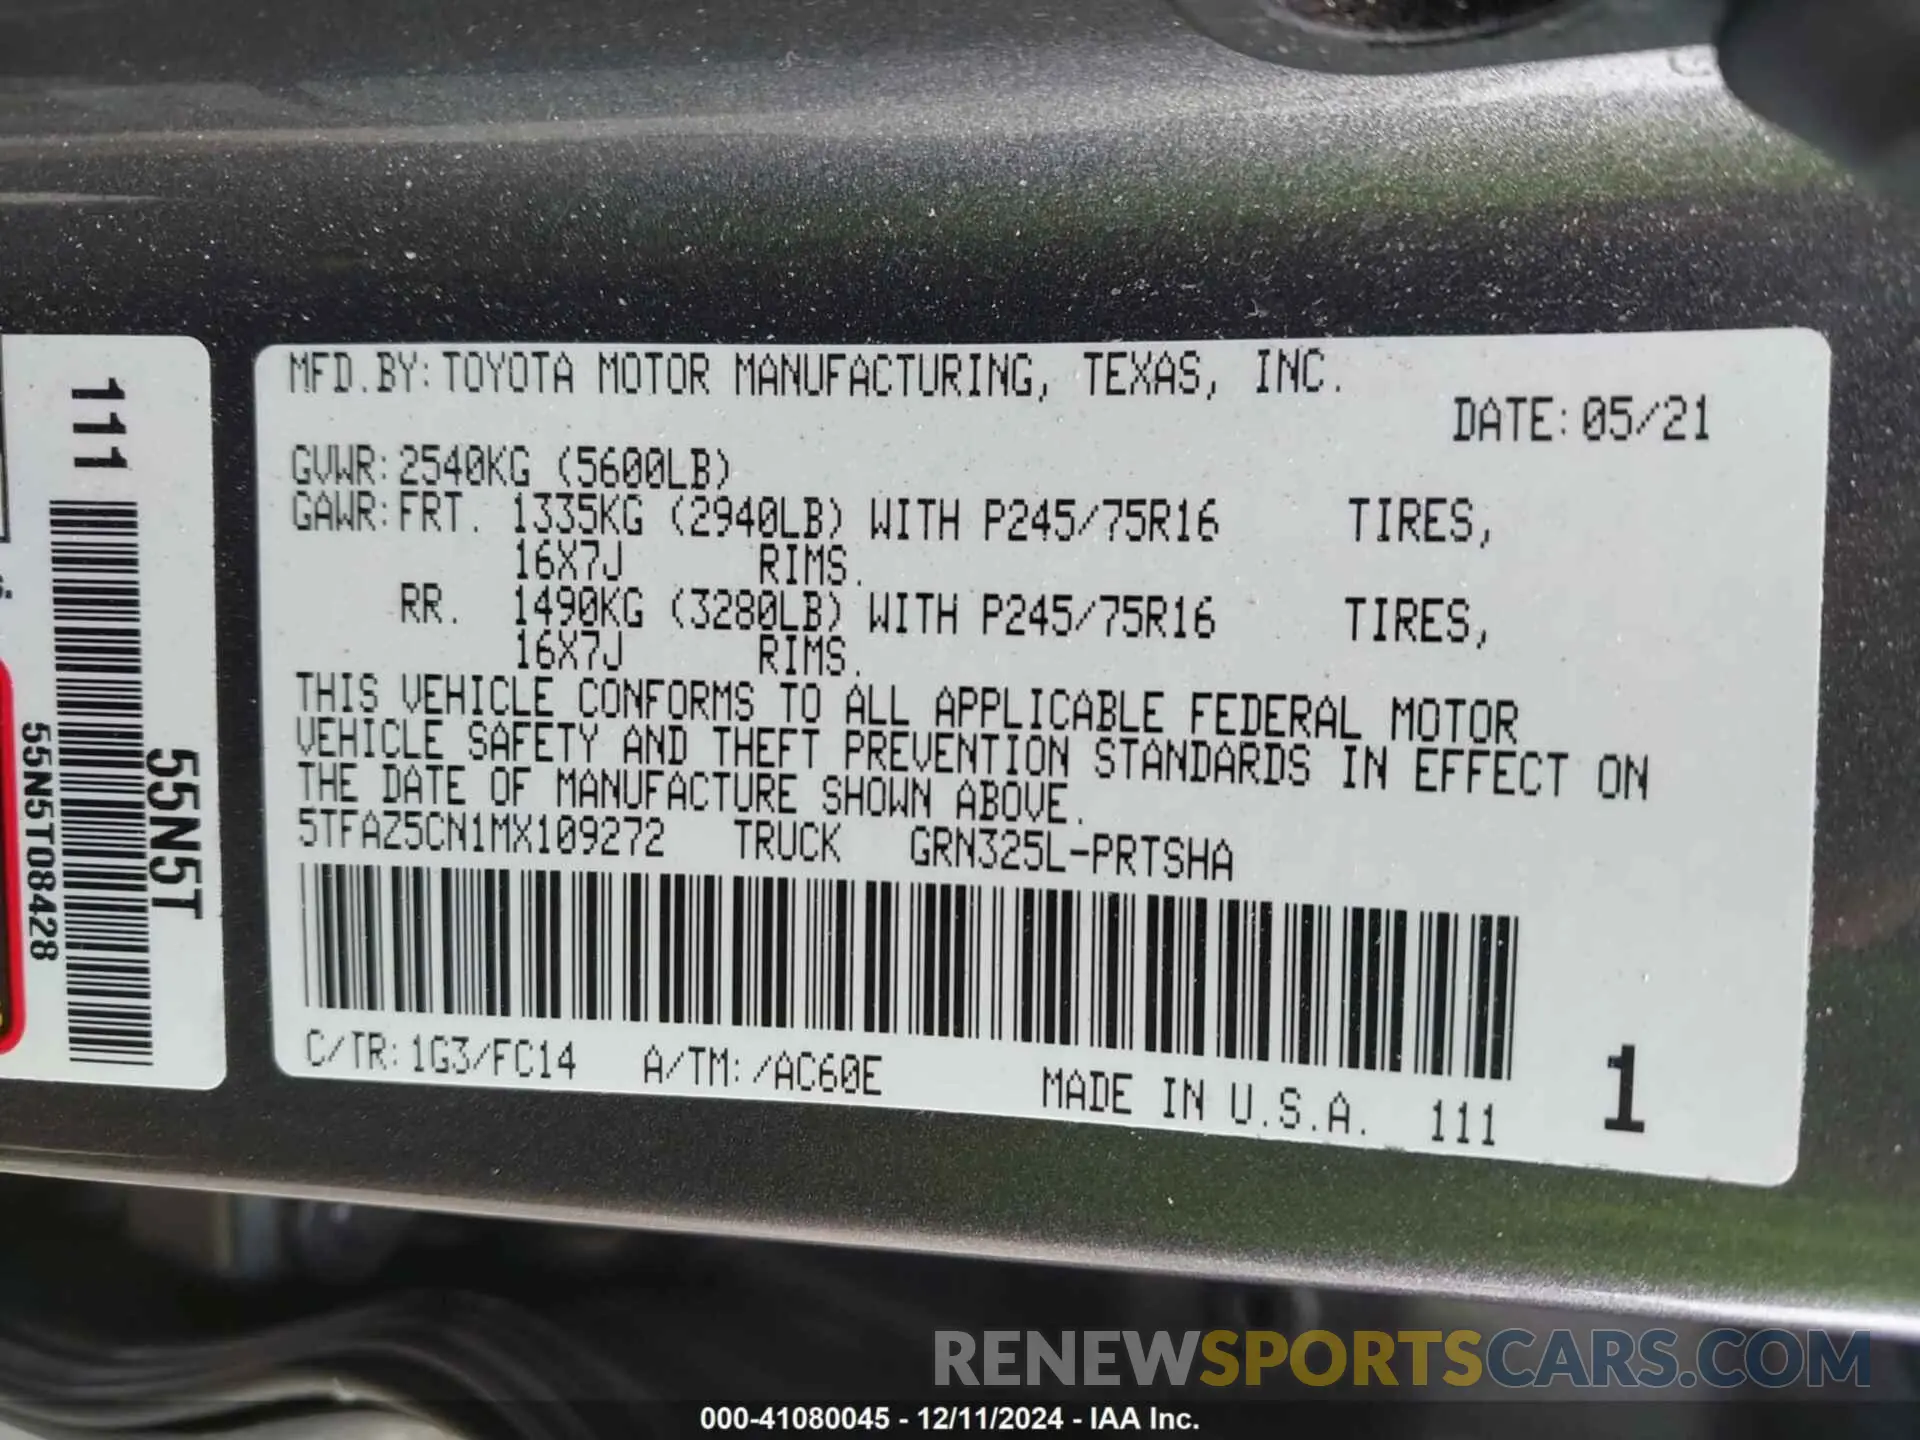 MFD.BY:TOYOTA MOTOR MANUFACTURING, TEXAS, INC.
DATE:05/21
GVWR:2540KG (5600LB)
GAWR:FRT. 1335KG (2940LB) WITH P245/75R16 TIRES,
16X7J RIMS.
RR. 1490KG (3280LB) WITH P245/75R16 TIRES,
16X7J RIMS.
THIS VEHICLE CONFORMS TO ALL APPLICABLE FEDERAL MOTOR
VEHICLE SAFETY AND THEFT PREVENTION STANDARDS IN EFFECT ON
THE DATE OF MANUFACTURE SHOWN ABOVE.
5TFAZ5CN1MX109272 TRUCK GRN325L-PRTSHA
C/TR:1G3/FC14 A/TM:/AC60E
MADE IN U.S.A. 111
1
111
55N5T
55N5T08428
RENEWSPORTSCARS.COM
000-41080045 - 12/11/2024 - IAA Inc.